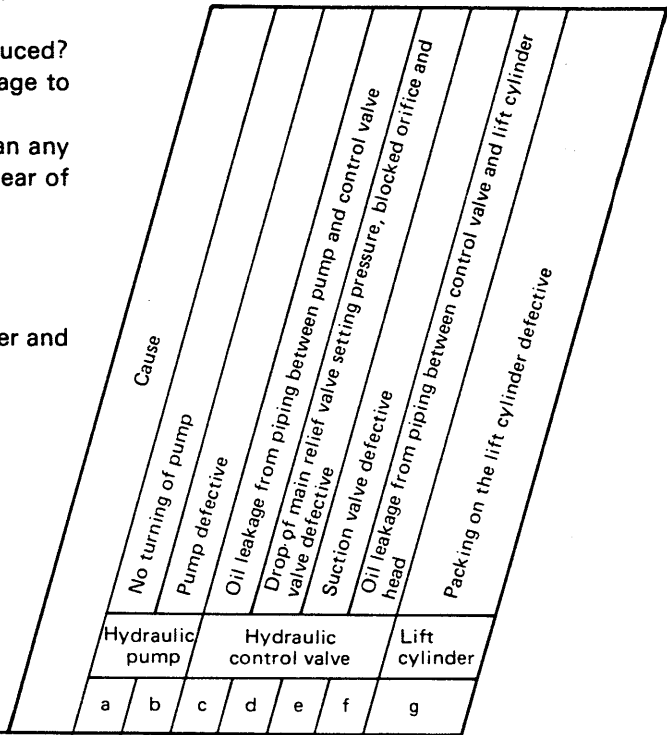 uced?
age to
an any
ear of
er and
Cause
No turning of pump
Pump defective
Oil leakage from piping between pump and control valve
Drop of main relief valve setting pressure, blocked orifice and
valve defective
Suction valve defective
Oil leakage from piping between control valve and lift cylinder
head
Packing on the lift cylinder defective
Hydraulic
pump
Hydraulic
control valve
Lift
cylinder
a b c d e f g